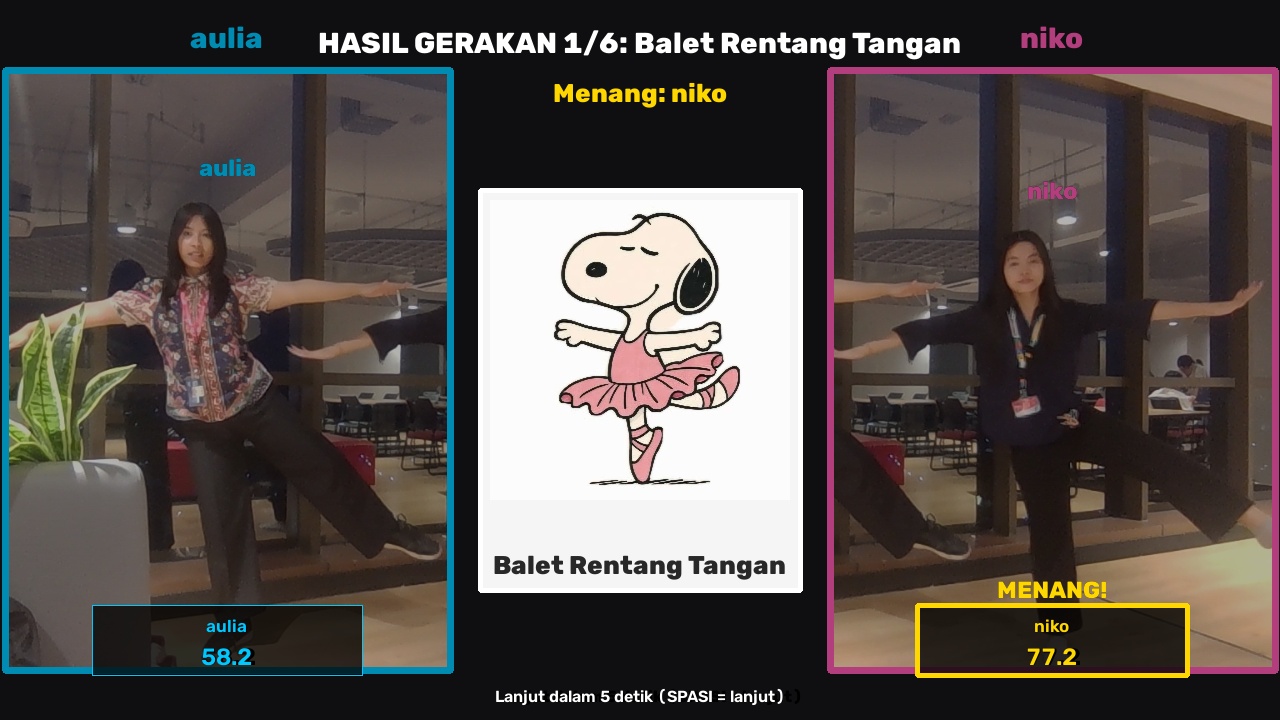 aulia
HASIL GERAKAN 1/6: Balet Rentang Tangan
niko
Menang: niko
aulia
niko
Balet Rentang Tangan
MENANG!
aulia
58.2
niko
77.2
Lanjut dalam 5 detik (SPASI = lanjut)